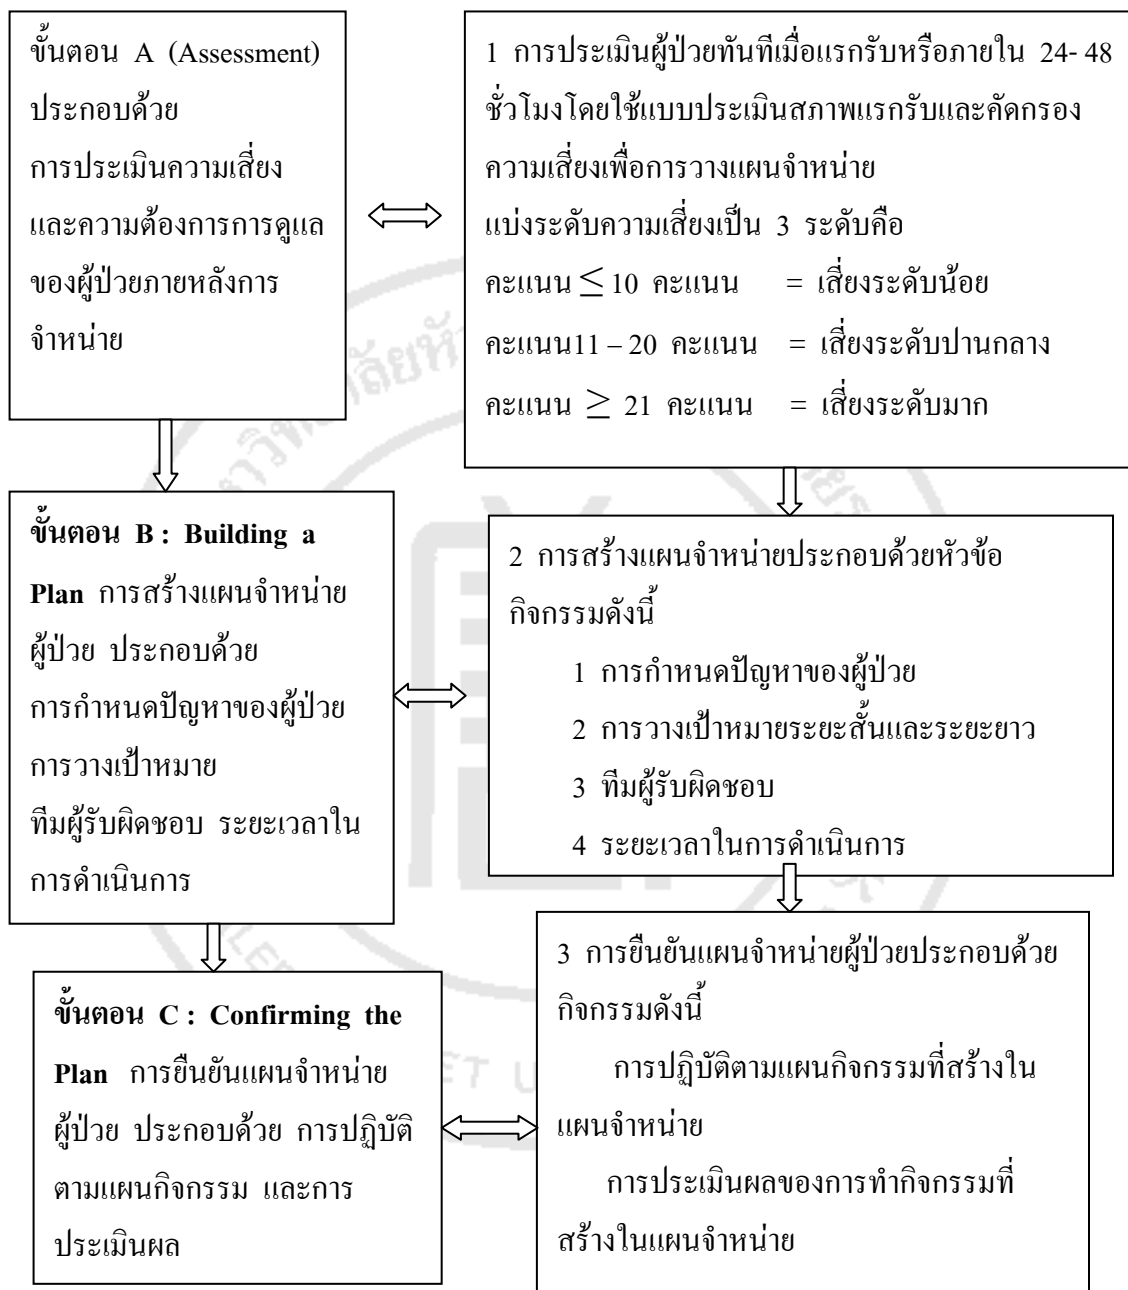 ขั้นตอน A (Assessment)
ประกอบด้วย
การประเมินความเสี่ยง
และความต้องการการดูแล
ของผู้ป่วยภายหลังการ
จำหน่าย
1 การประเมินผู้ป่วยทันทีเมื่อแรกรับหรือภายใน 24- 48
ชั่วโมงโดยใช้แบบประเมินสภาพแรกรับและคัดกรอง
ความเสี่ยงเพื่อการวางแผนจำหน่าย
แบ่งระดับความเสี่ยงเป็น 3 ระดับคือ
คะแนน ≤ 10 คะแนน = เสี่ยงระดับน้อย
คะแนน11 – 20 คะแนน = เสี่ยงระดับปานกลาง
คะแนน ≥ 21 คะแนน = เสี่ยงระดับมาก
ขั้นตอน B : Building a
Plan การสร้างแผนจำหน่าย
ผู้ป่วย ประกอบด้วย
การกำหนดปัญหาของผู้ป่วย
การวางเป้าหมาย
ทีมผู้รับผิดชอบ ระยะเวลาใน
การดำเนินการ
2 การสร้างแผนจำหน่ายประกอบด้วยหัวข้อ
กิจกรรมดังนี้
1 การกำหนดปัญหาของผู้ป่วย
2 การวางเป้าหมายระยะสั้นและระยะยาว
3 ทีมผู้รับผิดชอบ
4 ระยะเวลาในการดำเนินการ
ขั้นตอน C : Confirming the
Plan การยืนยันแผนจำหน่าย
ผู้ป่วย ประกอบด้วย การปฏิบัติ
ตามแผนกิจกรรม และการ
ประเมินผล
3 การยืนยันแผนจำหน่ายผู้ป่วยประกอบด้วย
กิจกรรมดังนี้
การปฏิบัติตามแผนกิจกรรมที่สร้างใน
แผนจำหน่าย
การประเมินผลของการทำกิจกรรมที่
สร้างในแผนจำหน่าย